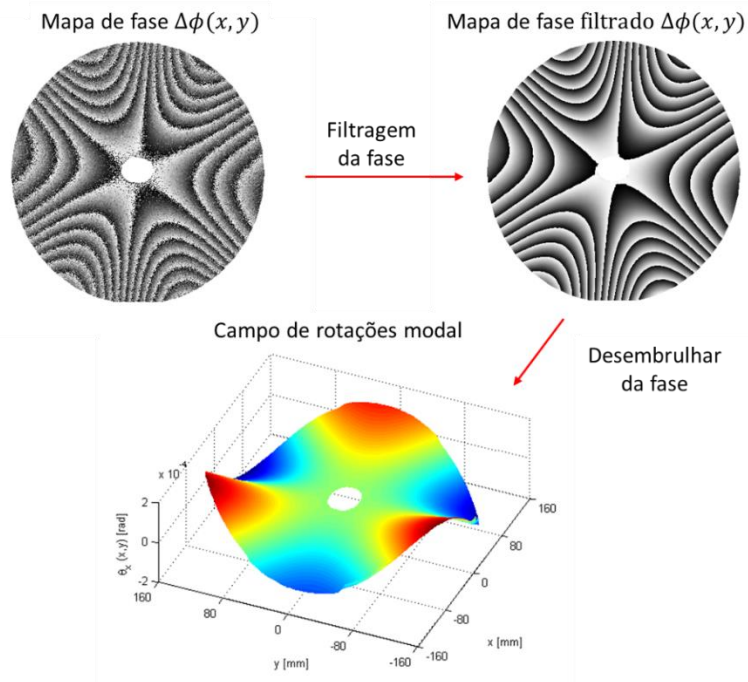 Mapa de fase Δϕ(x, y)
Mapa de fase filtrado Δϕ(x, y)
Filtragem
da fase
Campo de rotações modal
Desembrulhar
da fase
x 10⁻⁴
2
0
-2
θₓ (x,y) [rad]
160
80
0
-80
-160
y [mm]
160
80
0
-80
-160
x [mm]